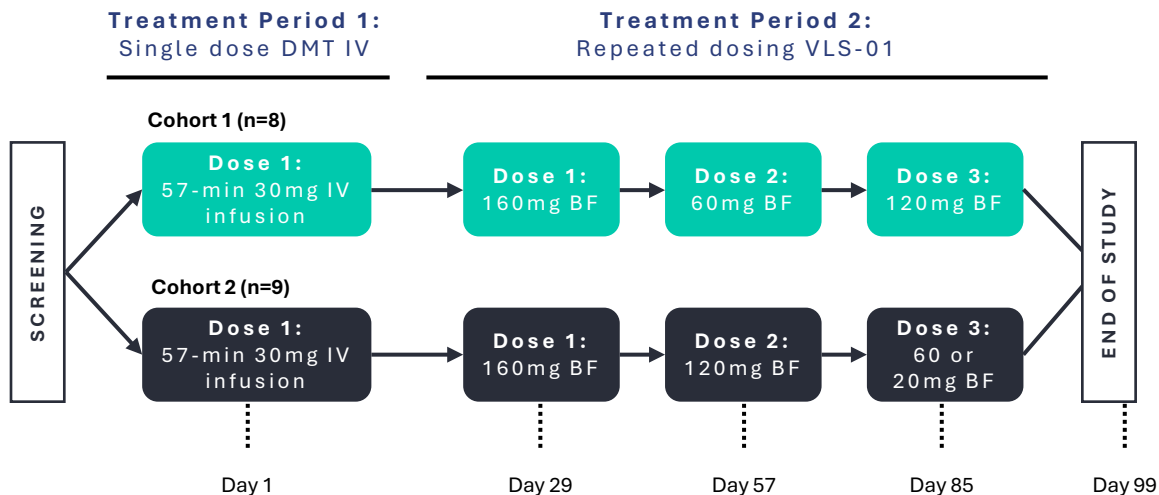 Treatment Period 1:
Single dose DMT IV
Treatment Period 2:
Repeated dosing VLS-01
SCREENING
Cohort 1 (n=8)
Dose 1:
57-min 30mg IV
infusion
Dose 1:
160mg BF
Dose 2:
60mg BF
Dose 3:
120mg BF
Cohort 2 (n=9)
Dose 1:
57-min 30mg IV
infusion
Dose 1:
160mg BF
Dose 2:
120mg BF
Dose 3:
60 or
20mg BF
END OF STUDY
Day 1
Day 29
Day 57
Day 85
Day 99